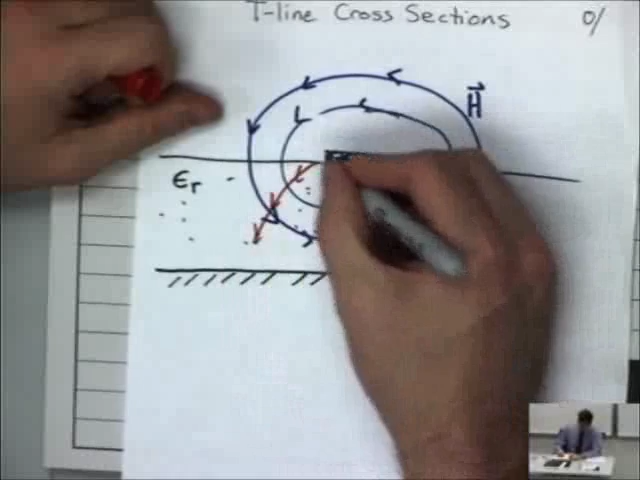 T-line Cross Sections 0/
H
εr